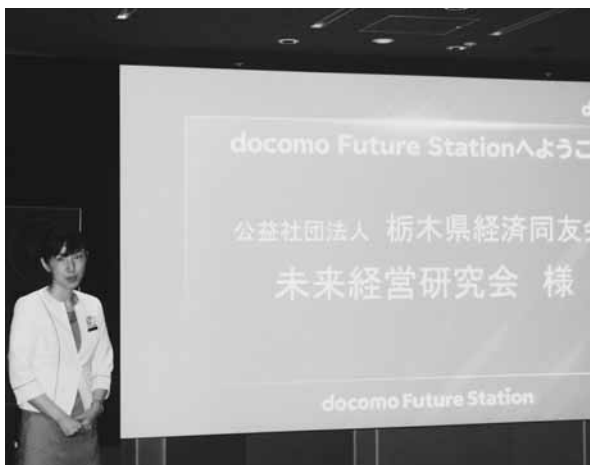 d
docomo Future Stationへようこ
公益社団法人 栃木県経済同友会
未来経営研究会 様
docomo Future Station